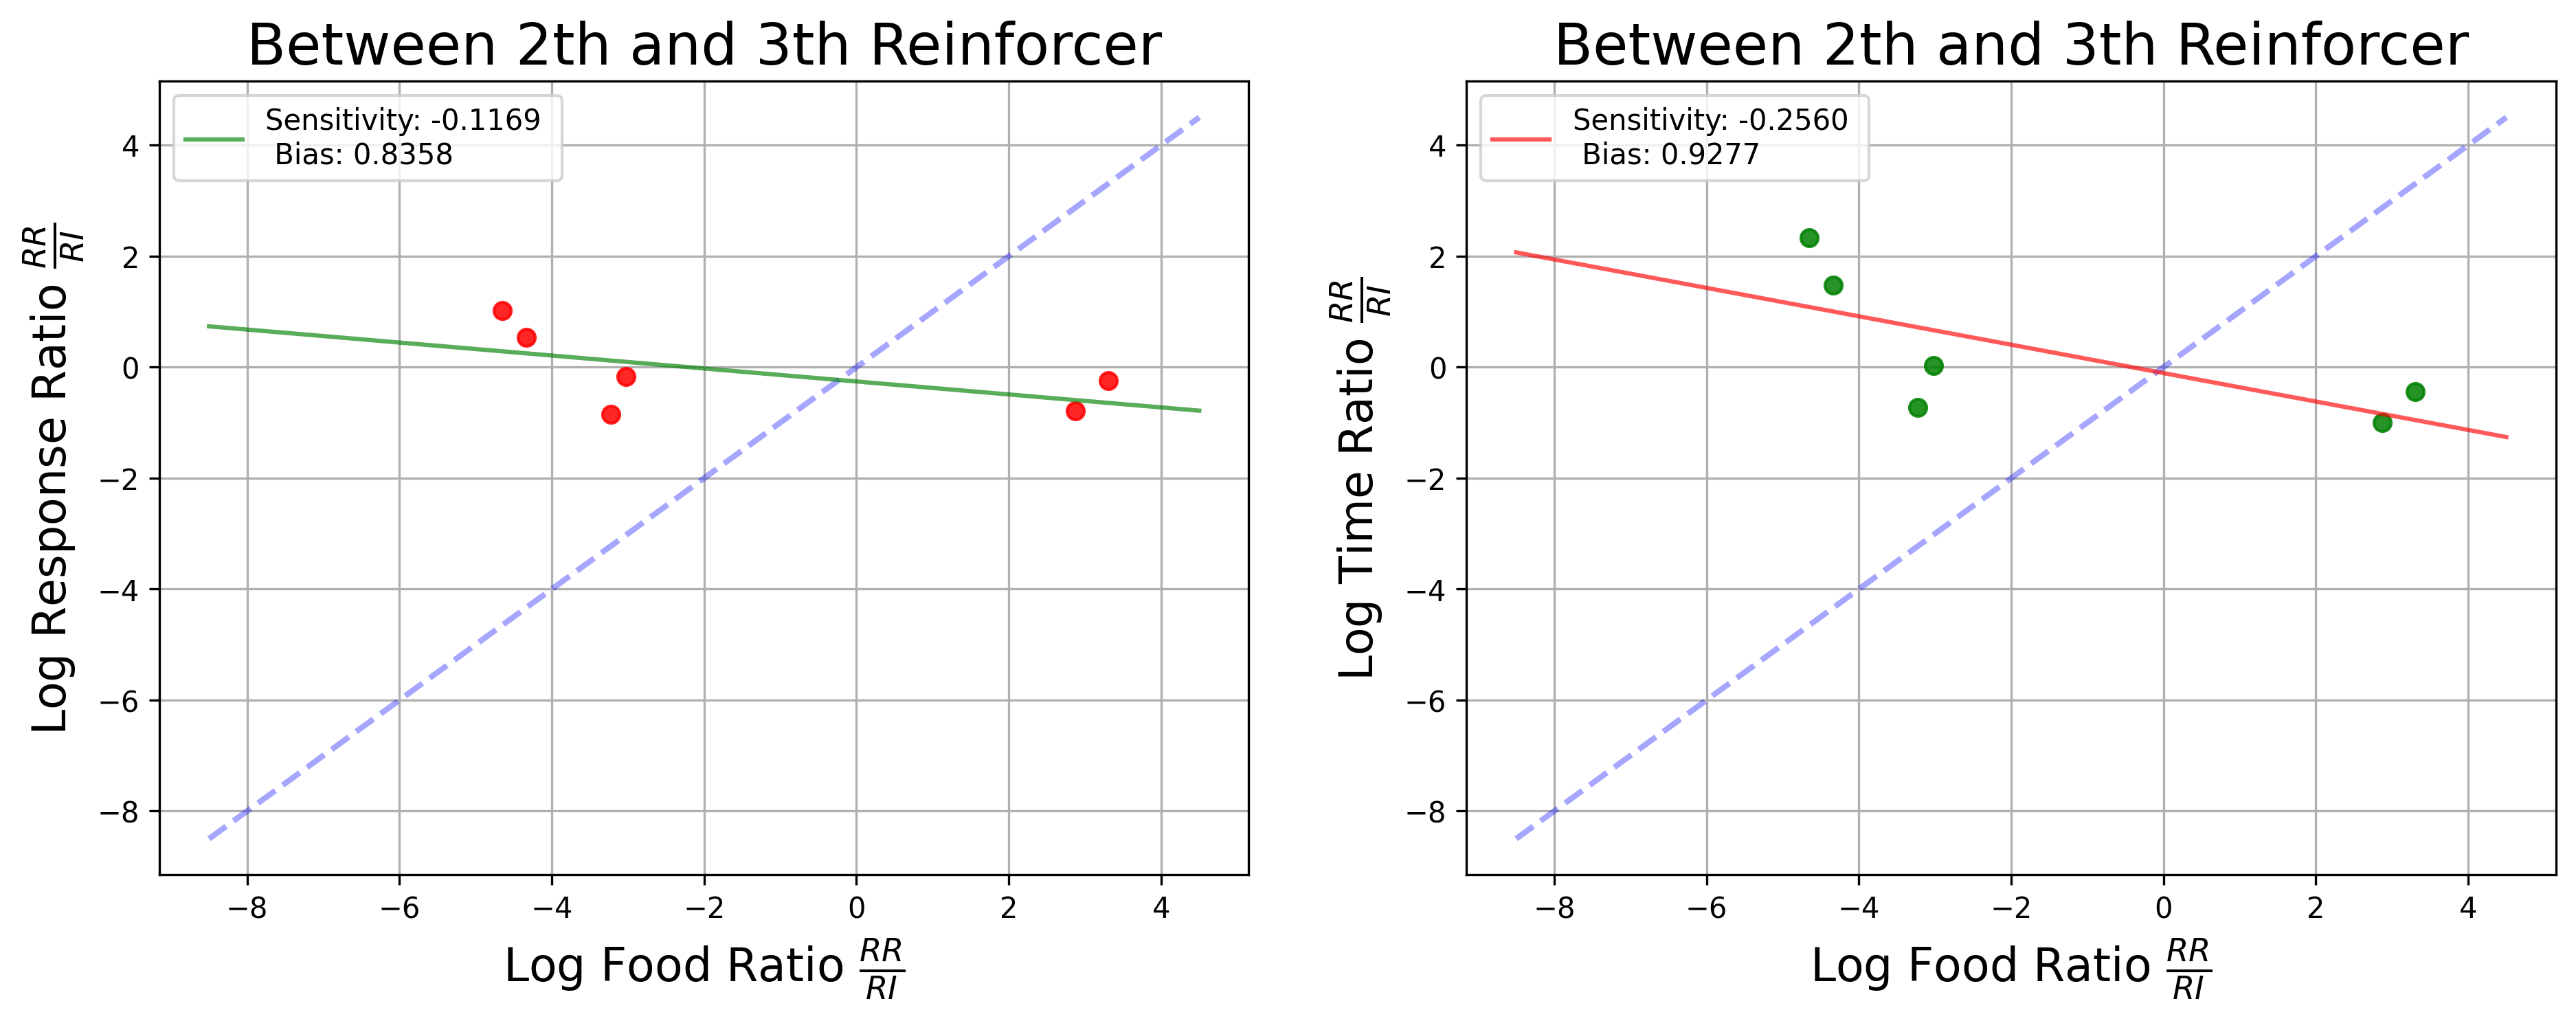 Between 2th and 3th Reinforcer
Sensitivity: -0.1169
Bias: 0.8358
4
2
0
−2
−4
−6
−8
Log Response Ratio RR/RI
−8 −6 −4 −2 0 2 4
Log Food Ratio RR/RI
Between 2th and 3th Reinforcer
Sensitivity: -0.2560
Bias: 0.9277
4
2
0
−2
−4
−6
−8
Log Time Ratio RR/RI
−8 −6 −4 −2 0 2 4
Log Food Ratio RR/RI